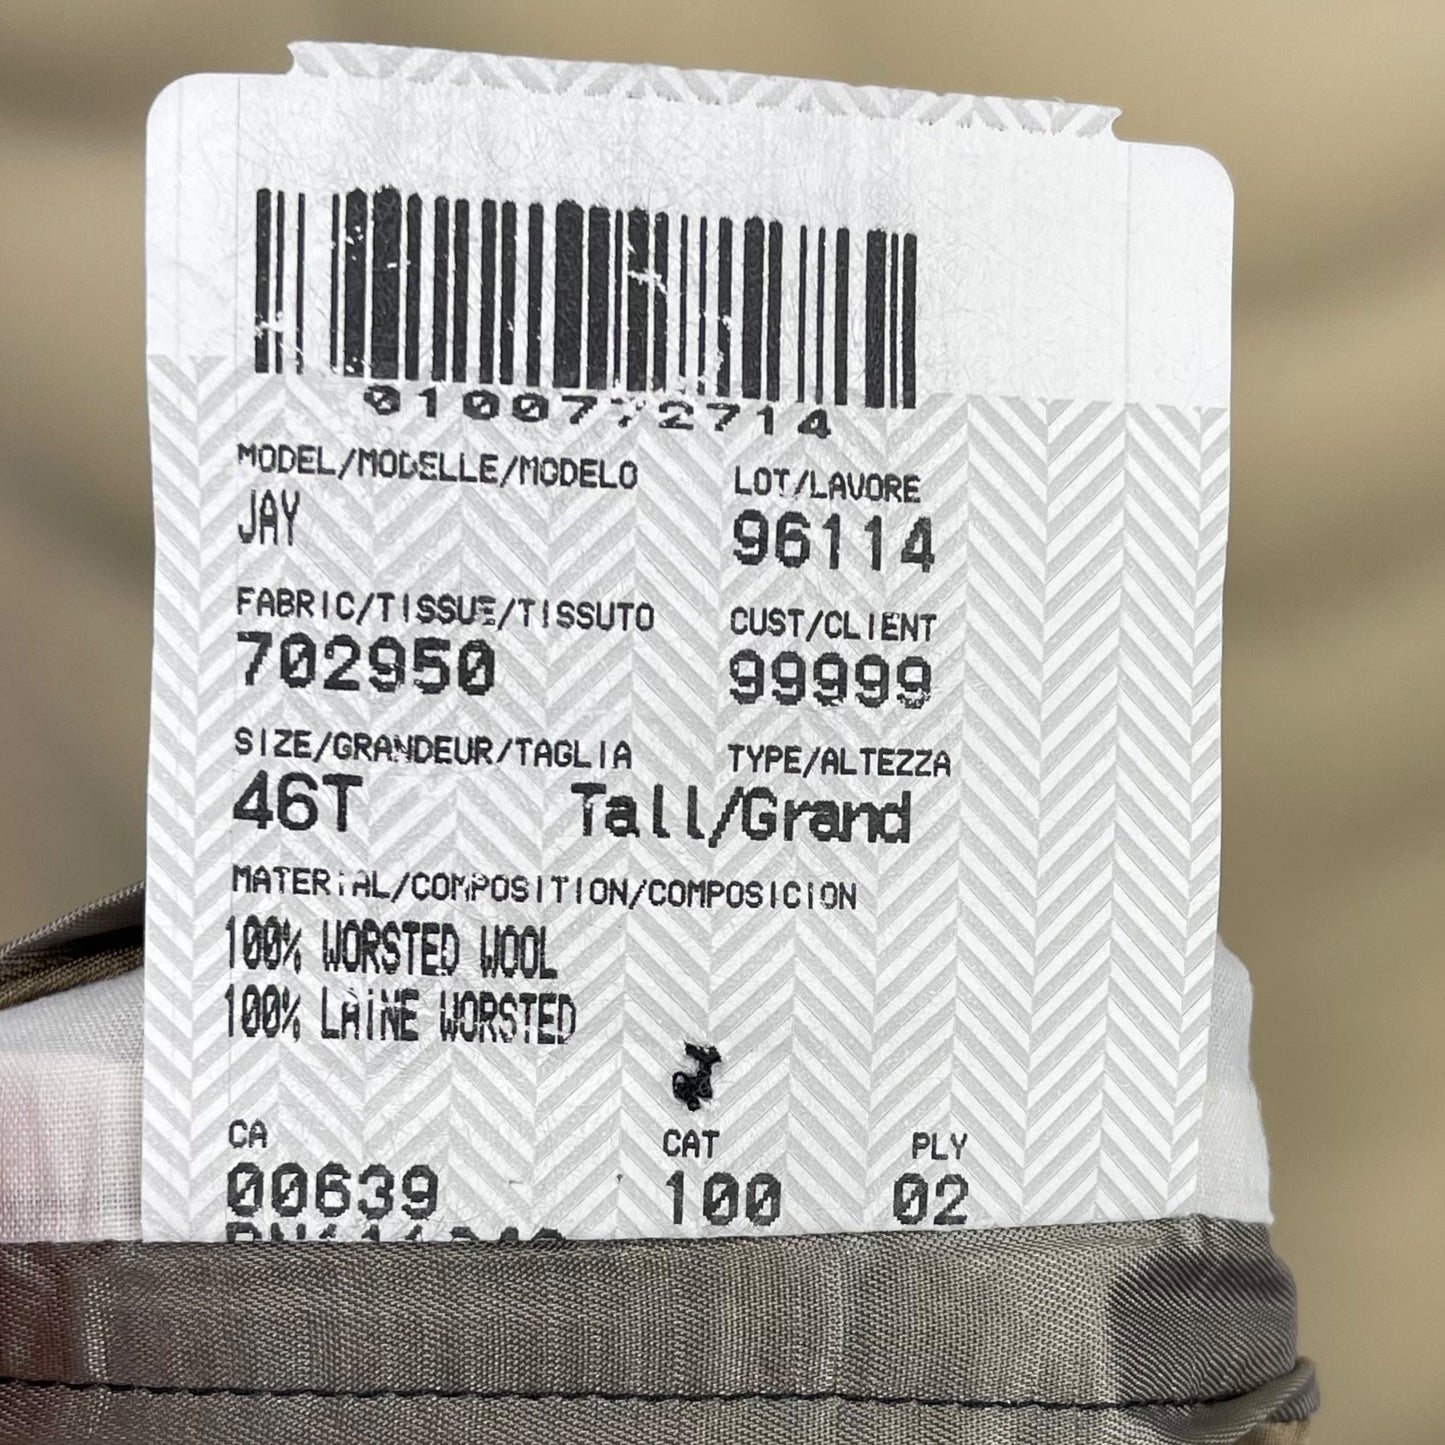 0100772714
MODEL/MODELLE/MODELO
LOT/LAVORE
JAY
96114
FABRIC/TISSUE/TISSUTO
CUST/CLIENT
702950
99999
SIZE/GRANDEUR/TAGLIA
TYPE/ALTEZZA
46T
Tall/Grand
MATERIAL/COMPOSITION/COMPOSICION
100% WORSTED WOOL
100% LAINE WORSTED
CA
CAT
PLY
00639
100
02